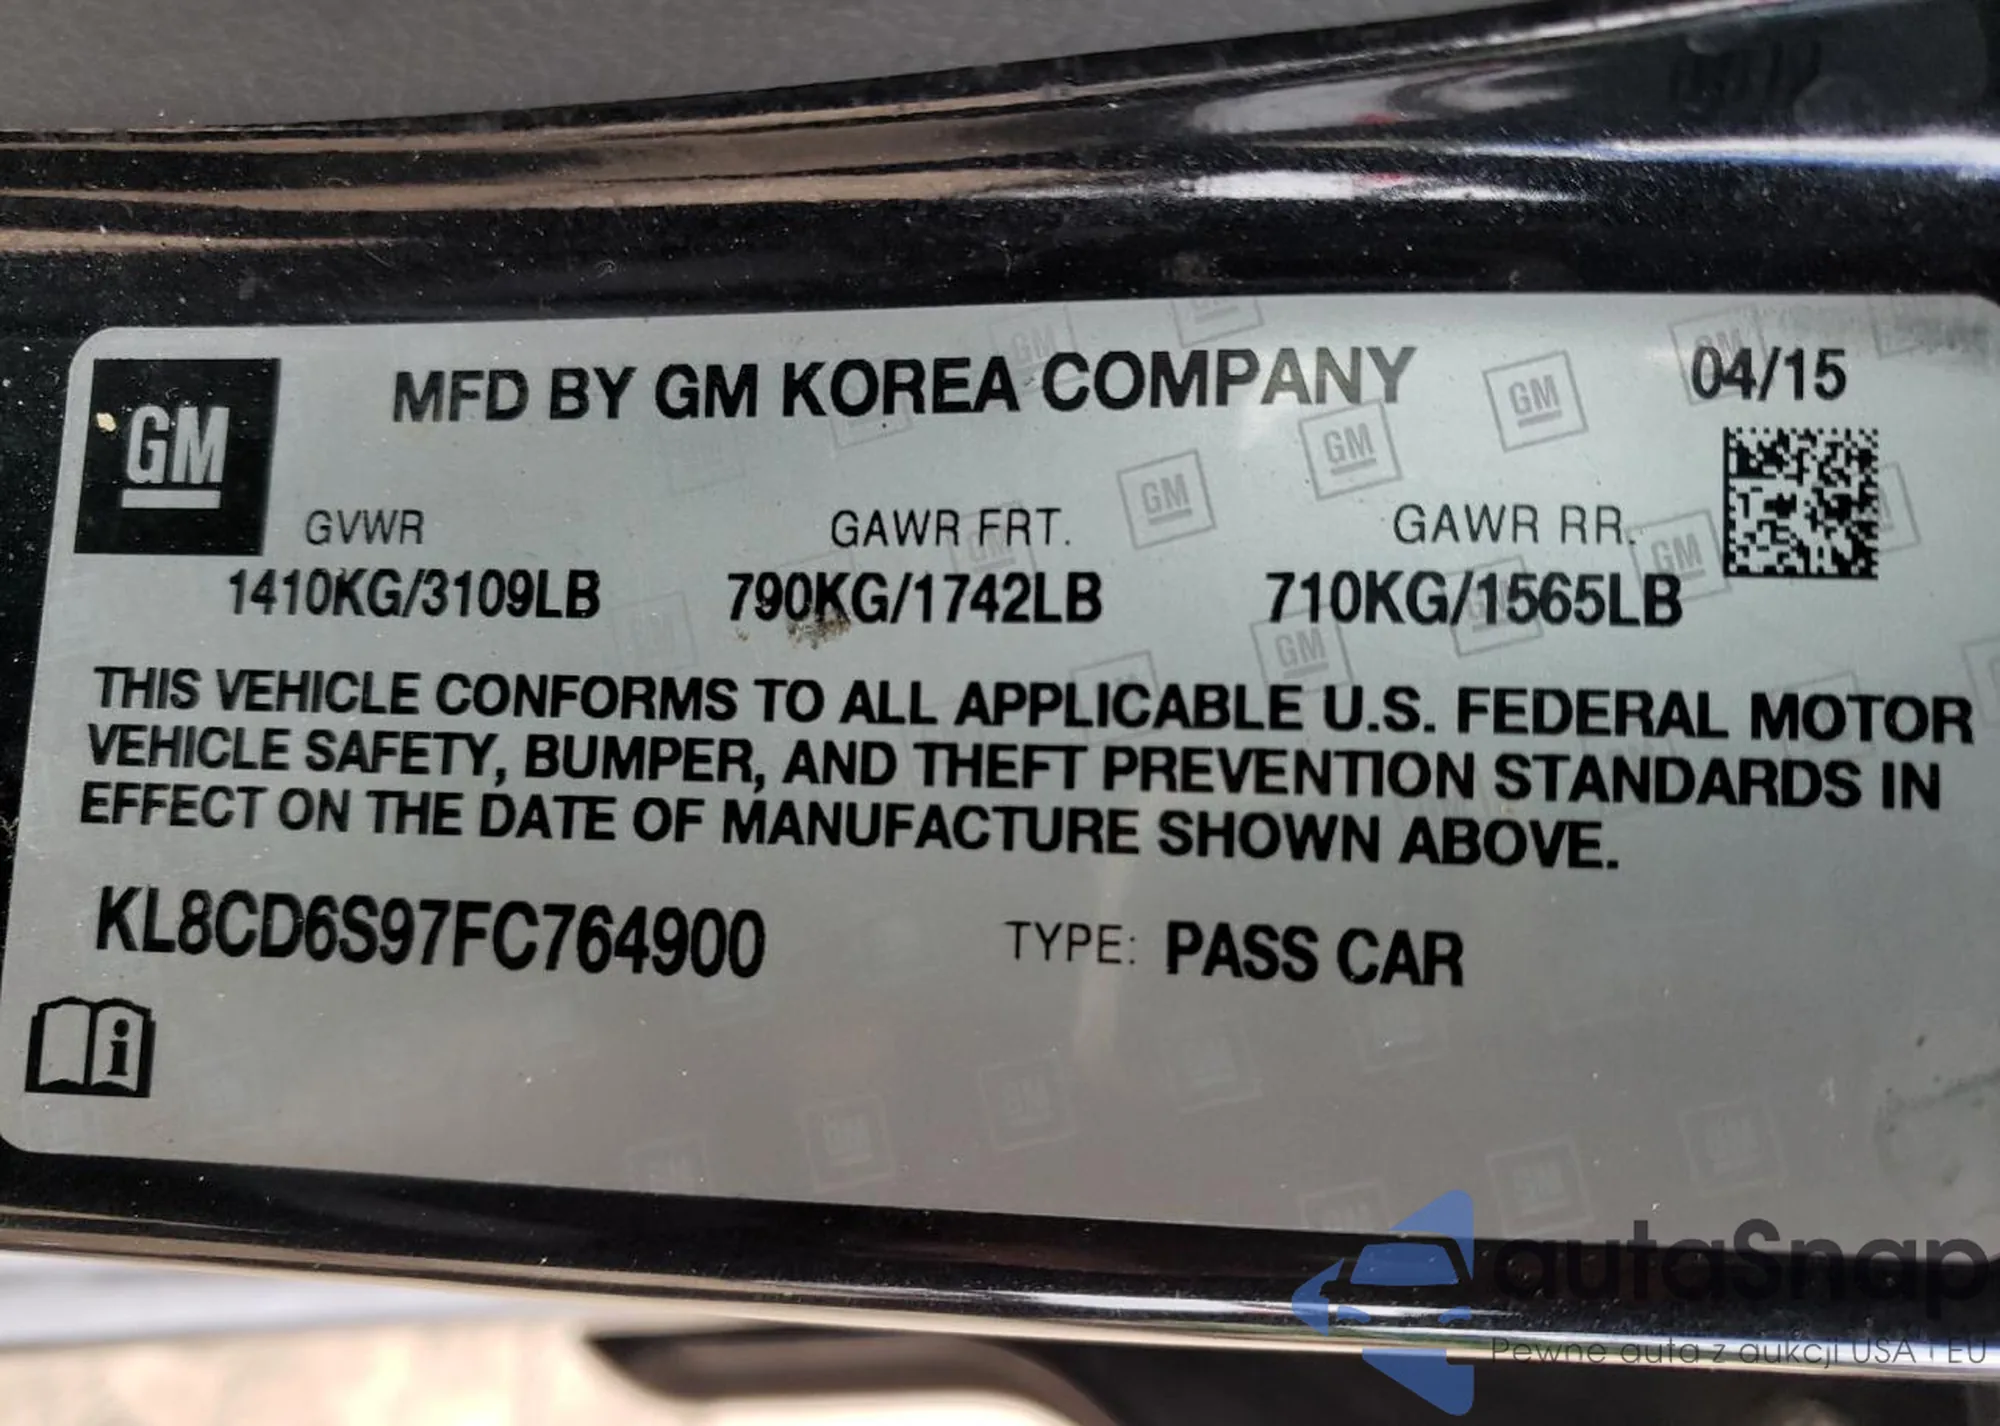 MFD BY GM KOREA COMPANY 04/15
GM
GVWR GAWR FRT. GAWR RR.
1410KG/3109LB 790KG/1742LB 710KG/1565LB
THIS VEHICLE CONFORMS TO ALL APPLICABLE U.S. FEDERAL MOTOR
VEHICLE SAFETY, BUMPER, AND THEFT PREVENTION STANDARDS IN
EFFECT ON THE DATE OF MANUFACTURE SHOWN ABOVE.
KL8CD6S97FC764900 TYPE: PASS CAR
autaSnap
Pewne auta z aukcji USA i EU